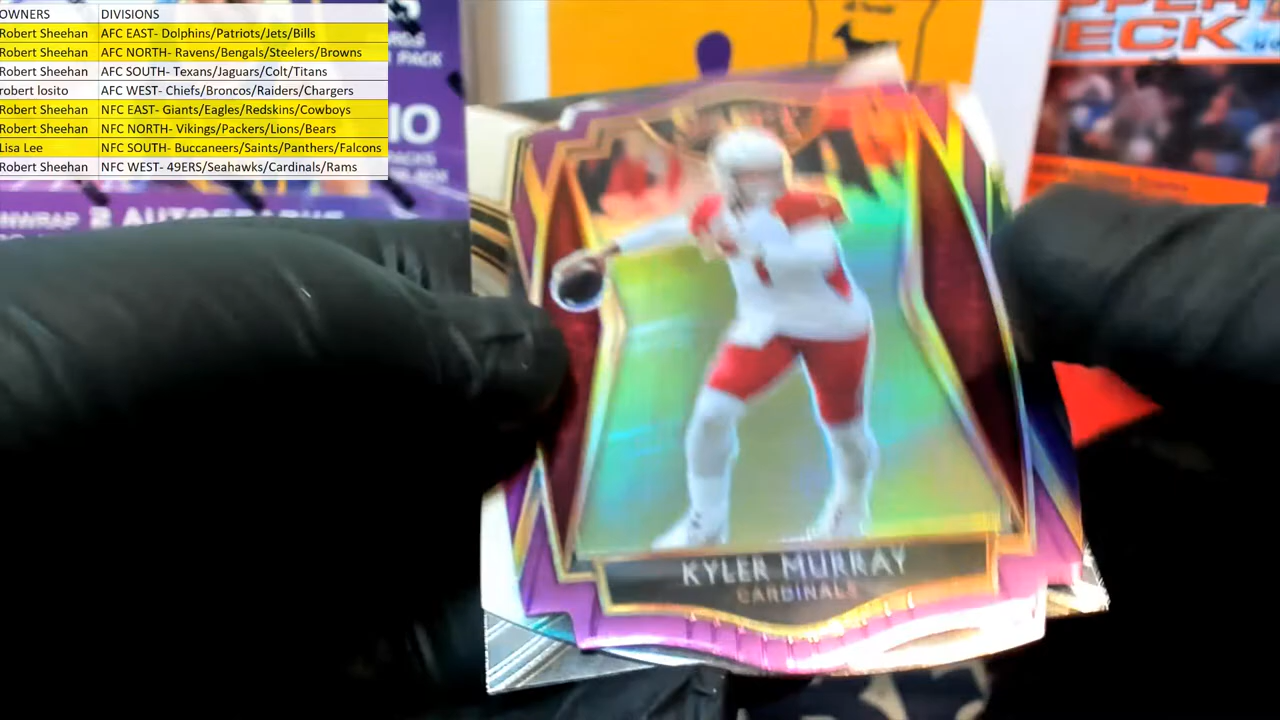 OWNERS DIVISIONS
Robert Sheehan AFC EAST- Dolphins/Patriots/Jets/Bills
Robert Sheehan AFC NORTH- Ravens/Bengals/Steelers/Browns
Robert Sheehan AFC SOUTH- Texans/Jaguars/Colt/Titans
robert losito AFC WEST- Chiefs/Broncos/Raiders/Chargers
Robert Sheehan NFC EAST- Giants/Eagles/Redskins/Cowboys
Robert Sheehan NFC NORTH- Vikings/Packers/Lions/Bears
Lisa Lee NFC SOUTH- Buccaneers/Saints/Panthers/Falcons
Robert Sheehan NFC WEST- 49ERS/Seahawks/Cardinals/Rams
PACK
10
2 AUTOGRAPHS
KYLER MURRAY
CARDINALS